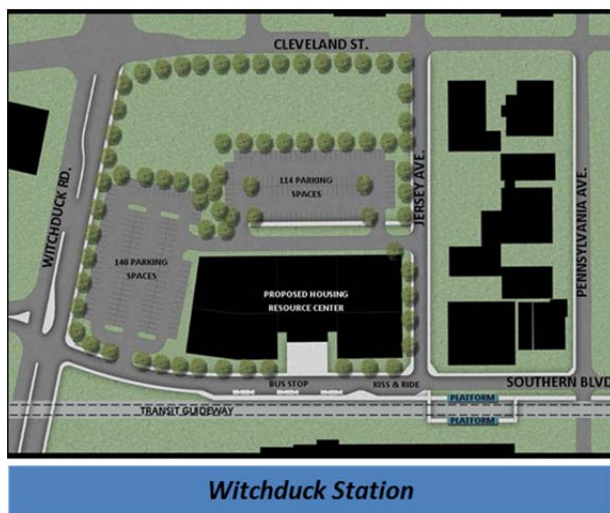 CLEVELAND ST.
114 PARKING
SPACES
JERSEY AVE.
WITCHDUCK RD.
PENNSYLVANIA AVE.
140 PARKING
SPACES
PROPOSED HOUSING
RESOURCE CENTER
BUS STOP
KISS & RIDE
SOUTHERN BLVD
PLATFORM
TRANSIT GUIDEWAY
PLATFORM
Witchduck Station